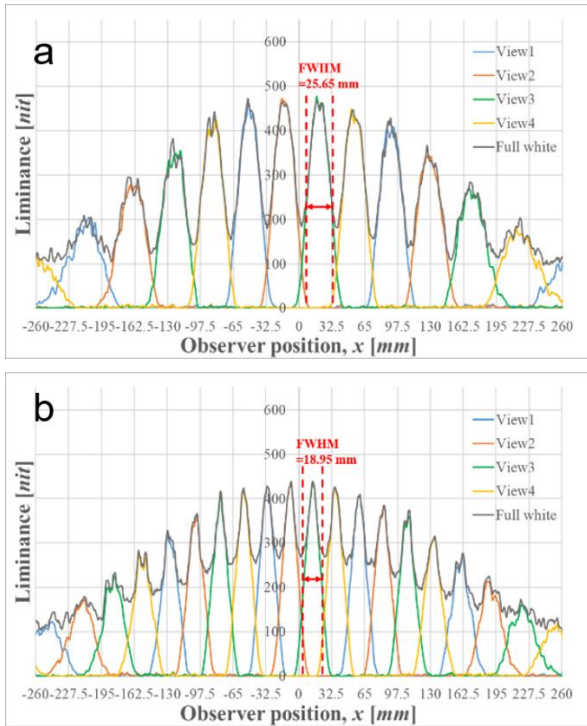 a
600
500
400
300
200
100
0
Liminance [nit]
FWHM
=25.65 mm
View1
View2
View3
View4
Full white
-260 -227.5 -195 -162.5 -130 -97.5 -65 -32.5 0 32.5 65 97.5 130 162.5 195 227.5 260
Observer position, x [mm]
b
600
500
400
300
200
100
0
Liminance [nit]
FWHM
=18.95 mm
View1
View2
View3
View4
Full white
-260 -227.5 -195 -162.5 -130 -97.5 -65 -32.5 0 32.5 65 97.5 130 162.5 195 227.5 260
Observer position, x [mm]